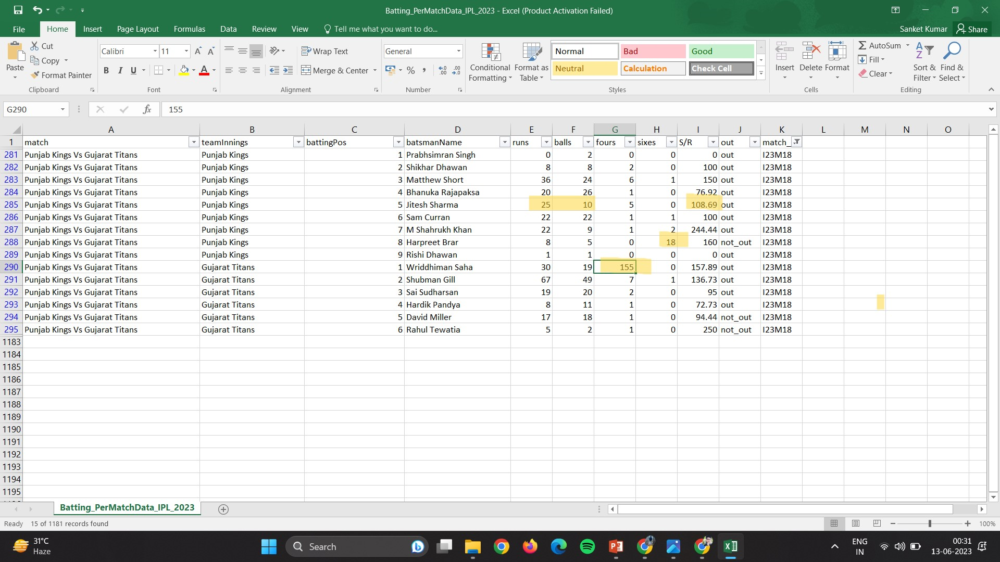 Batting_PerMatchData_IPL_2023 - Excel (Product Activation Failed)
File Home Insert Page Layout Formulas Data Review View Tell me what you want to do... Sanket Kumar Share
Paste Cut Copy Format Painter Clipboard
Calibri 11 A A B I U A Font
Wrap Text Merge & Center Alignment
General % , .0 .00 Number
Conditional Formatting Format as Table
Normal Bad Good
Neutral Calculation Check Cell
Styles
Insert Delete Format Cells
AutoSum Fill Clear Sort & Filter Find & Select Editing
G290 fx 155
A B C D E F G H I J K L M N O
1 match teamInnings battingPos batsmanName runs balls fours sixes S/R out match_
281 Punjab Kings Vs Gujarat Titans Punjab Kings 1 Prabhsimran Singh 0 2 0 0 0 out I23M18
282 Punjab Kings Vs Gujarat Titans Punjab Kings 2 Shikhar Dhawan 8 8 2 0 100 out I23M18
283 Punjab Kings Vs Gujarat Titans Punjab Kings 3 Matthew Short 36 24 6 1 150 out I23M18
284 Punjab Kings Vs Gujarat Titans Punjab Kings 4 Bhanuka Rajapaksa 20 26 1 0 76.92 out I23M18
285 Punjab Kings Vs Gujarat Titans Punjab Kings 5 Jitesh Sharma 25 10 5 0 108.69 out I23M18
286 Punjab Kings Vs Gujarat Titans Punjab Kings 6 Sam Curran 22 22 1 1 100 out I23M18
287 Punjab Kings Vs Gujarat Titans Punjab Kings 7 M Shahrukh Khan 22 9 1 2 244.44 out I23M18
288 Punjab Kings Vs Gujarat Titans Punjab Kings 8 Harpreet Brar 8 5 0 18 160 not_out I23M18
289 Punjab Kings Vs Gujarat Titans Punjab Kings 9 Rishi Dhawan 1 1 0 0 0 out I23M18
290 Punjab Kings Vs Gujarat Titans Gujarat Titans 1 Wriddhiman Saha 30 19 155 0 157.89 out I23M18
291 Punjab Kings Vs Gujarat Titans Gujarat Titans 2 Shubman Gill 67 49 7 1 136.73 out I23M18
292 Punjab Kings Vs Gujarat Titans Gujarat Titans 3 Sai Sudharsan 19 20 2 0 95 out I23M18
293 Punjab Kings Vs Gujarat Titans Gujarat Titans 4 Hardik Pandya 8 11 1 0 72.73 out I23M18
294 Punjab Kings Vs Gujarat Titans Gujarat Titans 5 David Miller 17 18 1 0 94.44 not_out I23M18
295 Punjab Kings Vs Gujarat Titans Gujarat Titans 6 Rahul Tewatia 5 2 1 0 250 not_out I23M18
1183
1184
1185
1186
1187
1188
1189
1190
1191
1192
1193
1194
1195
Batting_PerMatchData_IPL_2023
Ready 15 of 1181 records found 100%
31°C
Haze
Search
ENG
IN
00:31
13-06-2023